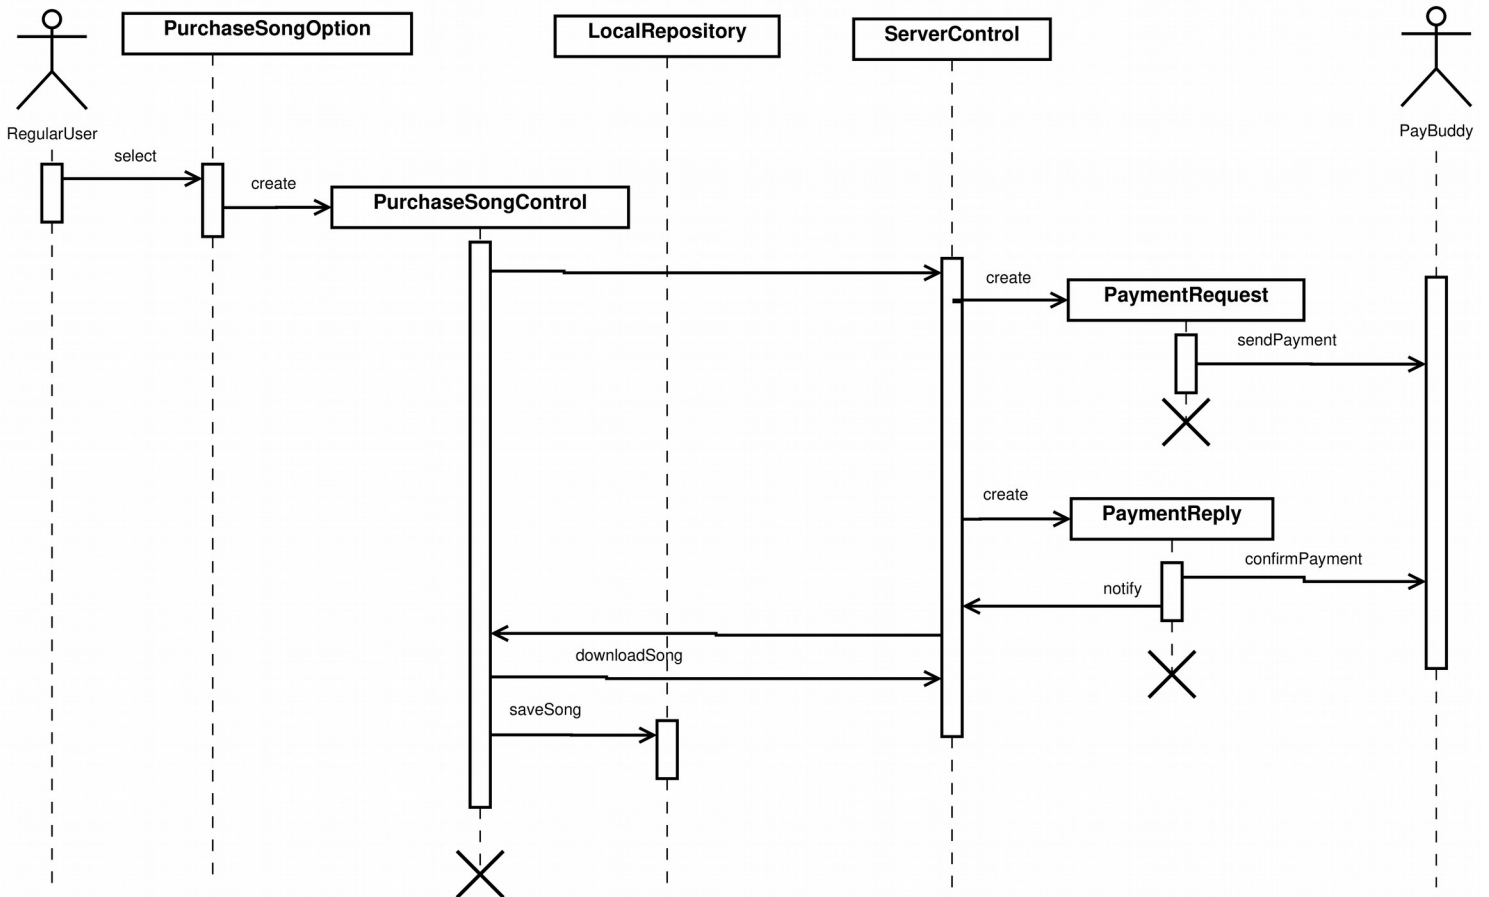 PurchaseSongOption
LocalRepository
ServerControl
RegularUser
PayBuddy
select
create
PurchaseSongControl
create
PaymentRequest
sendPayment
create
PaymentReply
confirmPayment
notify
downloadSong
saveSong